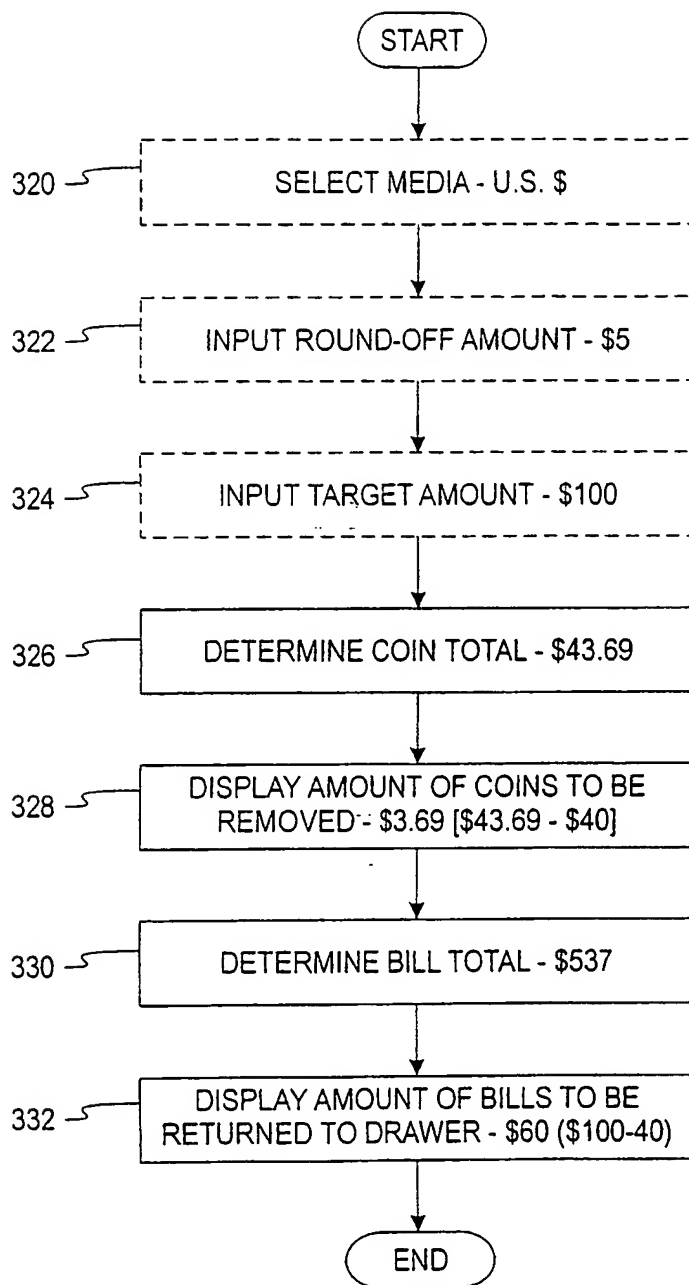 START
320
SELECT MEDIA - U.S. $
322
INPUT ROUND-OFF AMOUNT - $5
324
INPUT TARGET AMOUNT - $100
326
DETERMINE COIN TOTAL - $43.69
328
DISPLAY AMOUNT OF COINS TO BE
REMOVED - $3.69 [$43.69 - $40]
330
DETERMINE BILL TOTAL - $537
332
DISPLAY AMOUNT OF BILLS TO BE
RETURNED TO DRAWER - $60 ($100-40)
END